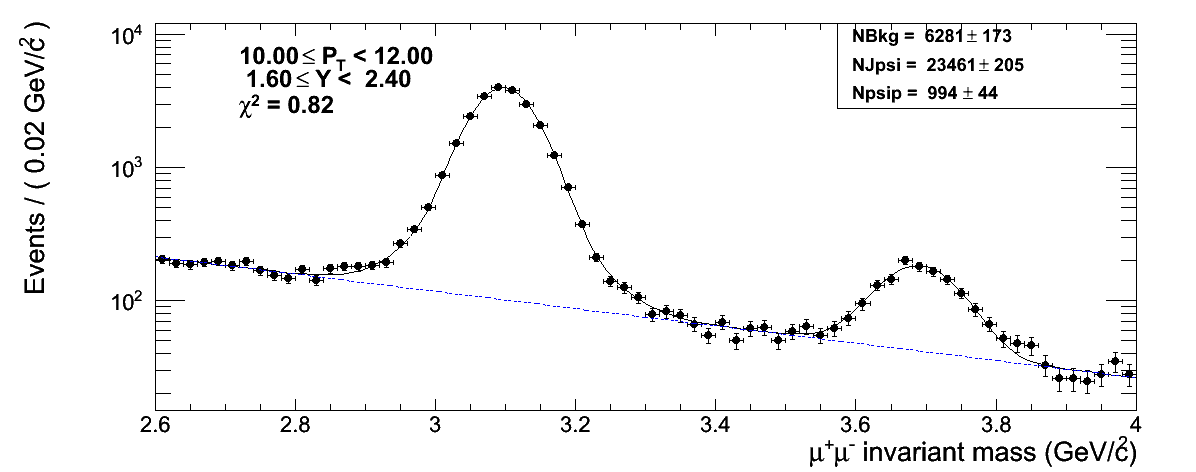 10⁴
10³
10²
Events / ( 0.02 GeV/c² )
10.00 ≤ P_T < 12.00
1.60 ≤ Y < 2.40
χ² = 0.82
NBkg = 6281 ± 173
NJpsi = 23461 ± 205
Npsip = 994 ± 44
2.6 2.8 3 3.2 3.4 3.6 3.8 4
μ⁺μ⁻ invariant mass (GeV/c²)